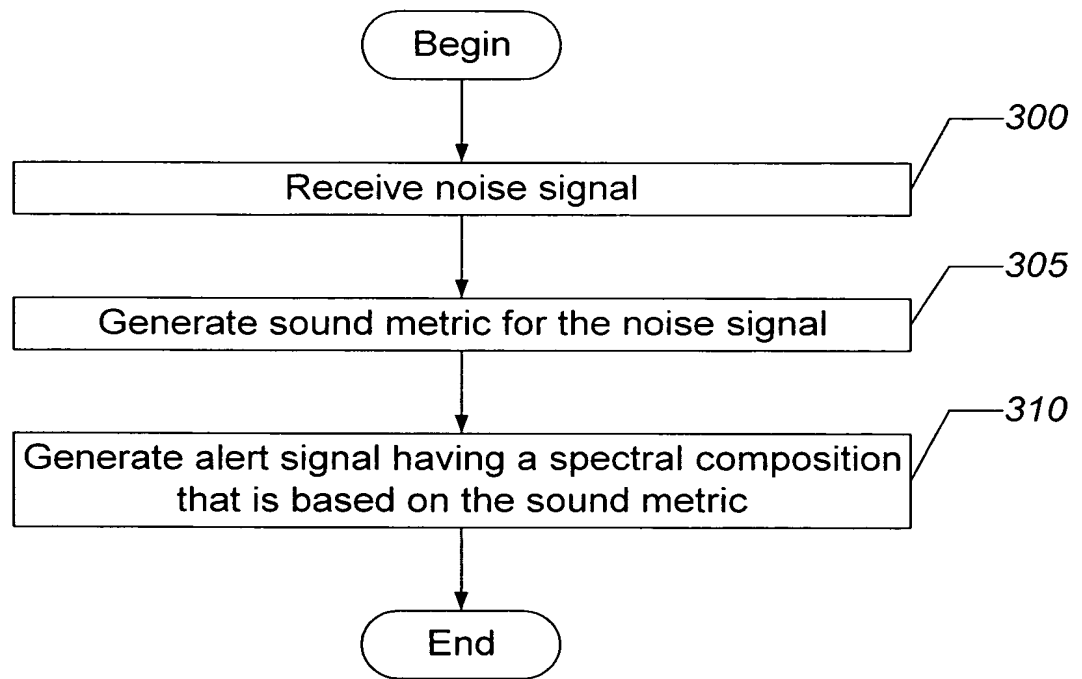 Begin
300
Receive noise signal
305
Generate sound metric for the noise signal
310
Generate alert signal having a spectral composition
that is based on the sound metric
End